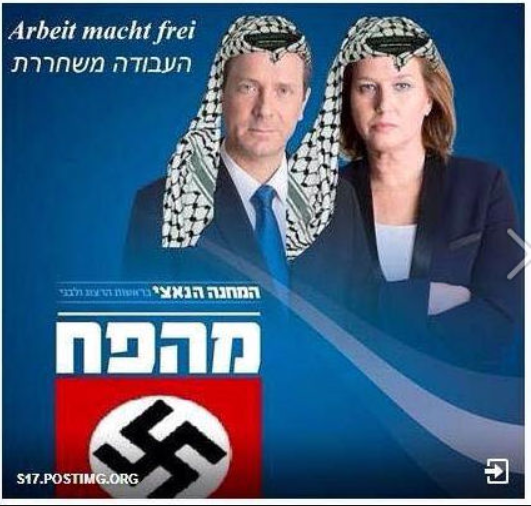 Arbeit macht frei
העבודה משחררת
המחנה הנאצי בראשות הרצוג ולבני
מהפח
S17.POSTIMG.ORG